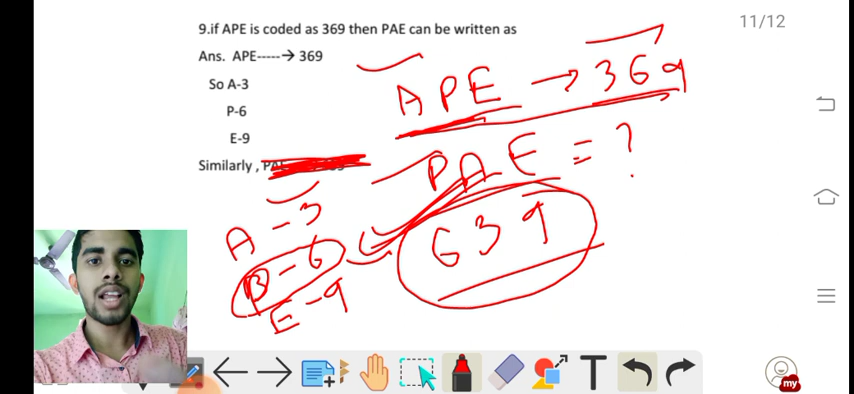 11/12
9.if APE is coded as 369 then PAE can be written as
Ans. APE-----→ 369
So A-3
P-6
E-9
Similarly ,
APE → 369
PAE = ?
639
A - 3
P - 6
E - 9
T
my